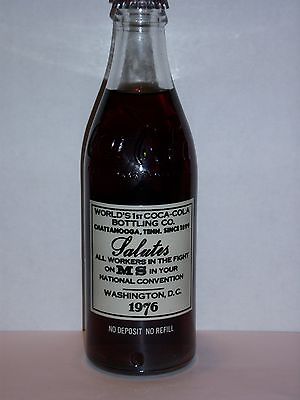 WORLD'S 1ST COCA-COLA
BOTTLING CO.
CHATTANOOGA, TENN. SINCE 1899
Salutes
ALL WORKERS IN THE FIGHT
ON MS IN YOUR
NATIONAL CONVENTION
WASHINGTON, D.C.
1976
NO DEPOSIT NO REFILL